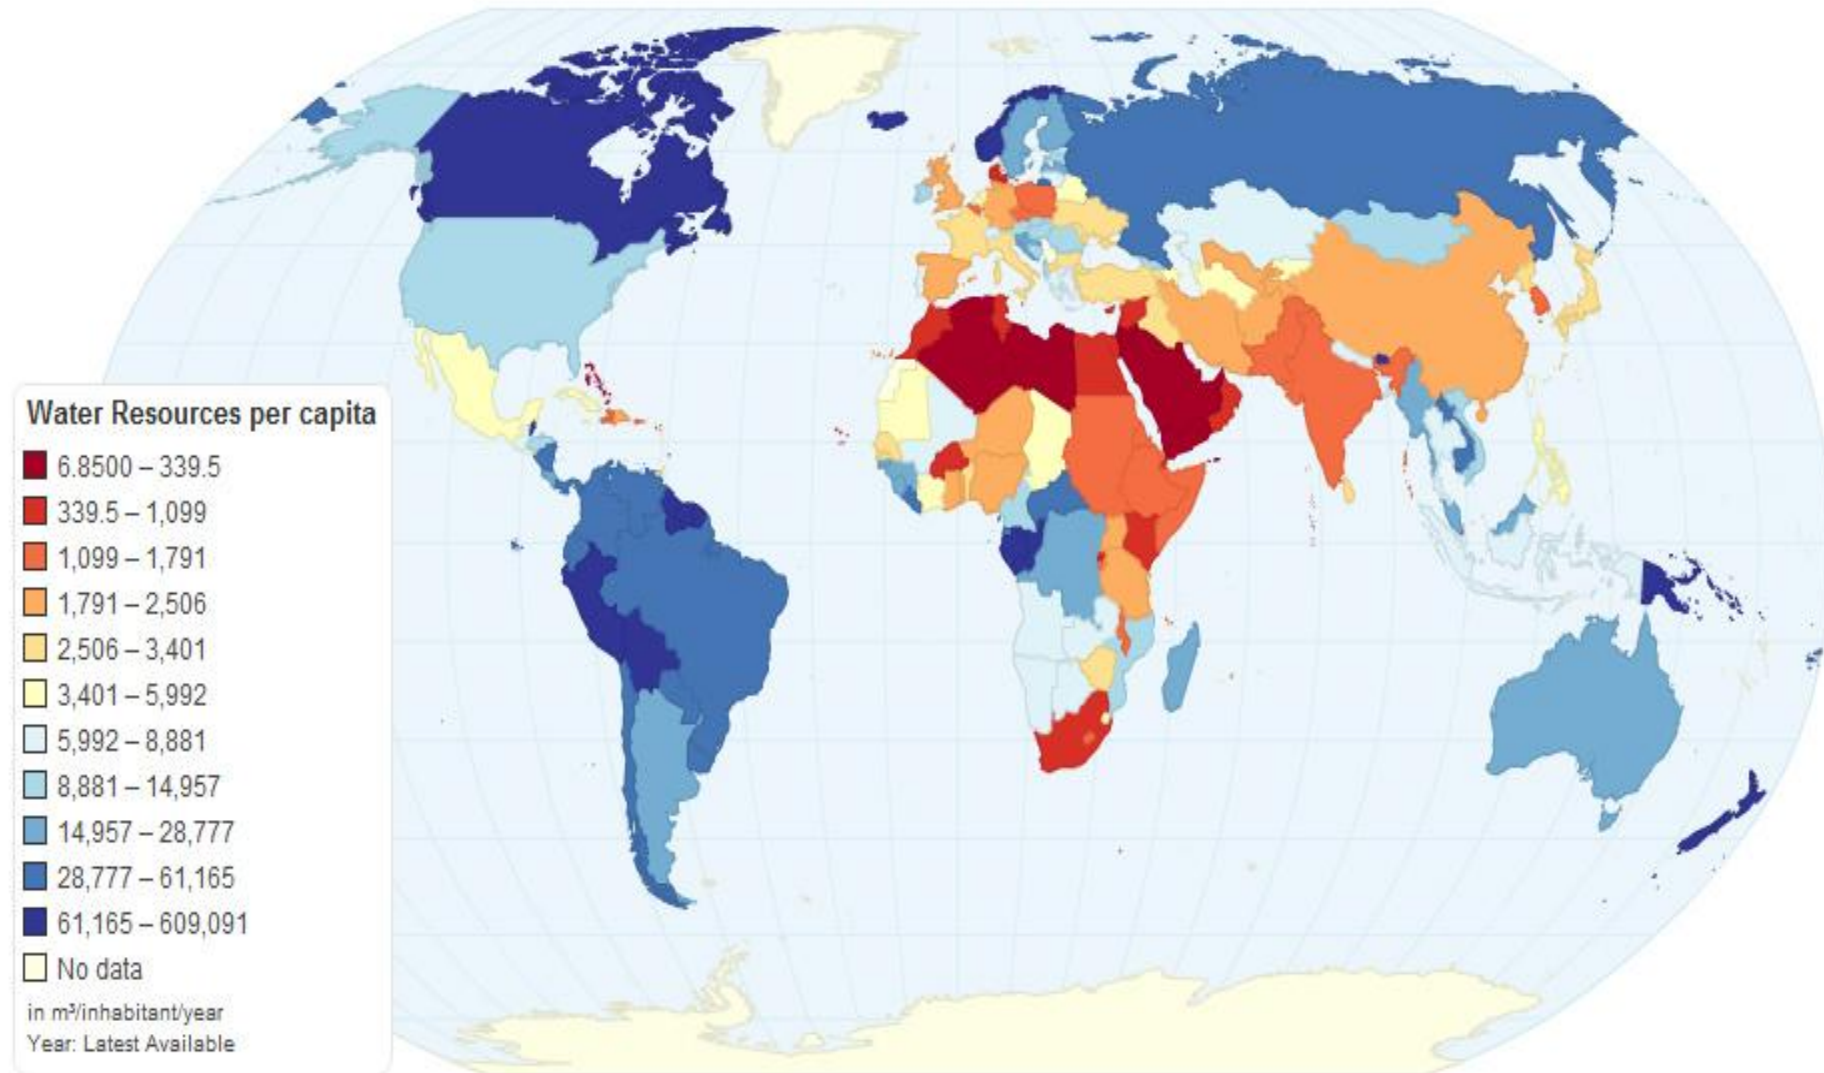 Water Resources per capita
6.8500 – 339.5
339.5 – 1,099
1,099 – 1,791
1,791 – 2,506
2,506 – 3,401
3,401 – 5,992
5,992 – 8,881
8,881 – 14,957
14,957 – 28,777
28,777 – 61,165
61,165 – 609,091
No data
in m³/inhabitant/year
Year: Latest Available